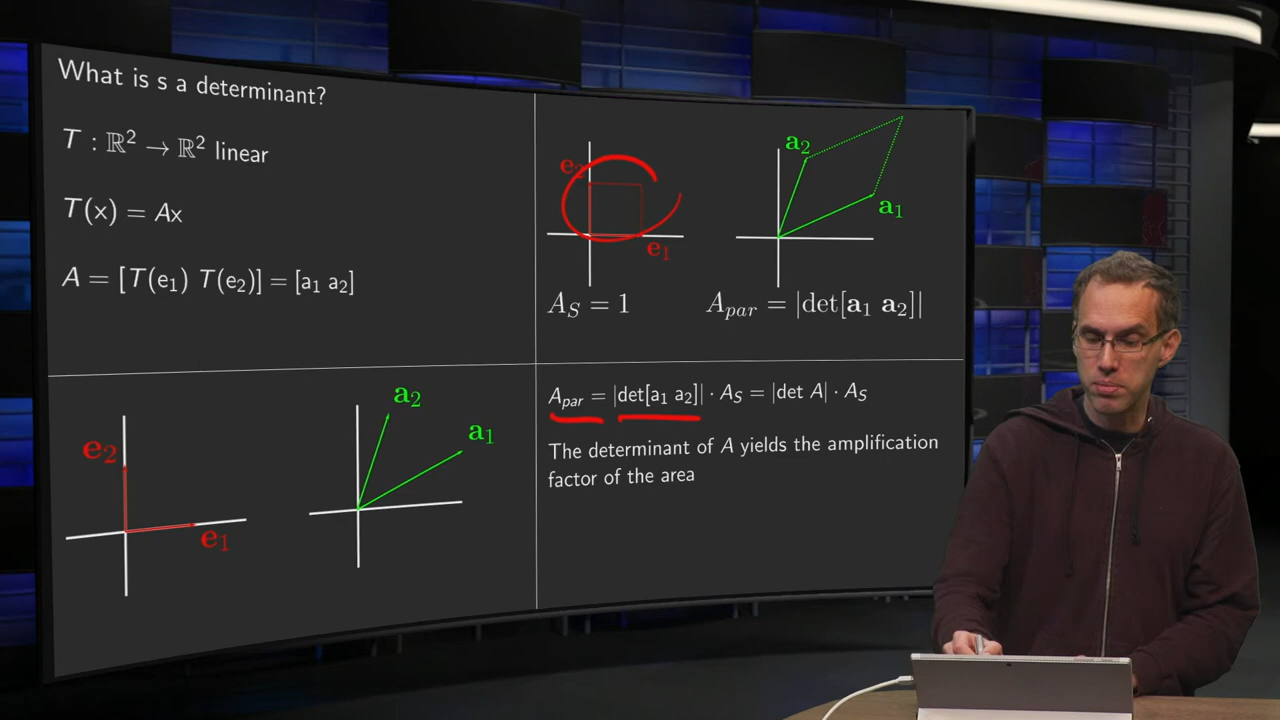 What is s a determinant?
T : ℝ² → ℝ² linear
T(x) = Ax
A = [T(e₁) T(e₂)] = [a₁ a₂]
e₂
e₁
a₂
a₁
A_S = 1
A_par = |det[a₁ a₂]|
e₂
e₁
a₂
a₁
A_par = |det[a₁ a₂]| · A_S = |det A| · A_S
The determinant of A yields the amplification
factor of the area